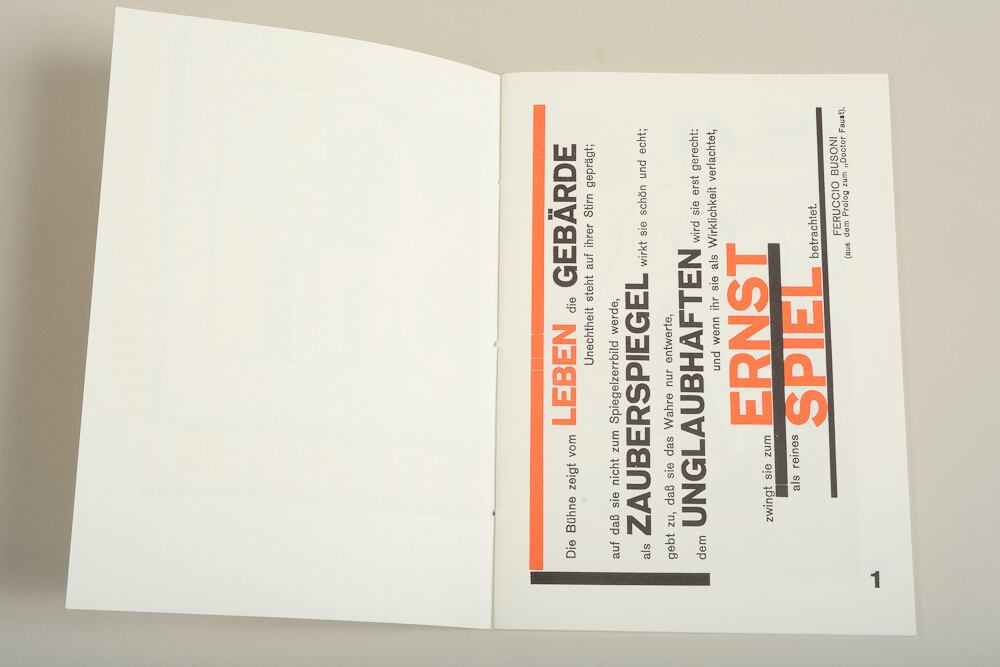 Die Bühne zeigt vom LEBEN die GEBÄRDE
Unechtheit steht auf ihrer Stirn geprägt;
auf daß sie nicht zum Spiegelzerrbild werde,
als ZAUBERSPIEGEL wirkt sie schön und echt;
gebt zu, daß sie das Wahre nur entwerte,
dem UNGLAUBHAFTEN wird sie erst gerecht:
und wenn ihr sie als Wirklichkeit verlachtet,
zwingt sie zum ERNST
als reines SPIEL betrachtet.
FERUCCIO BUSONI
(aus dem Prolog zum „Doctor Faust).
1